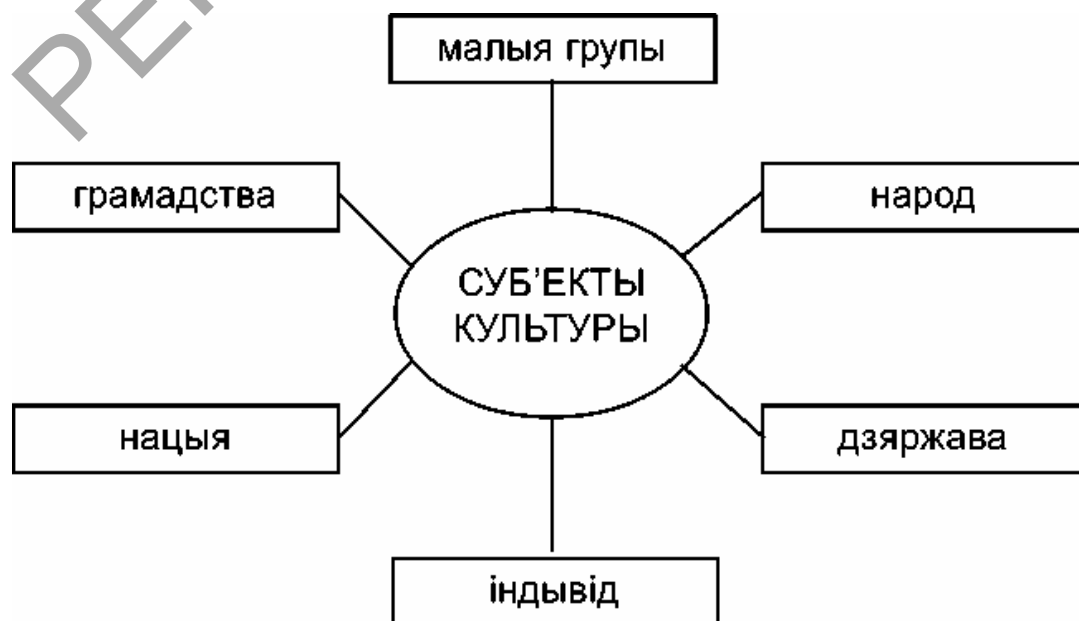 малыя групы
грамадства
народ
СУБ'ЕКТЫ
КУЛЬТУРЫ
нацыя
дзяржава
індывід